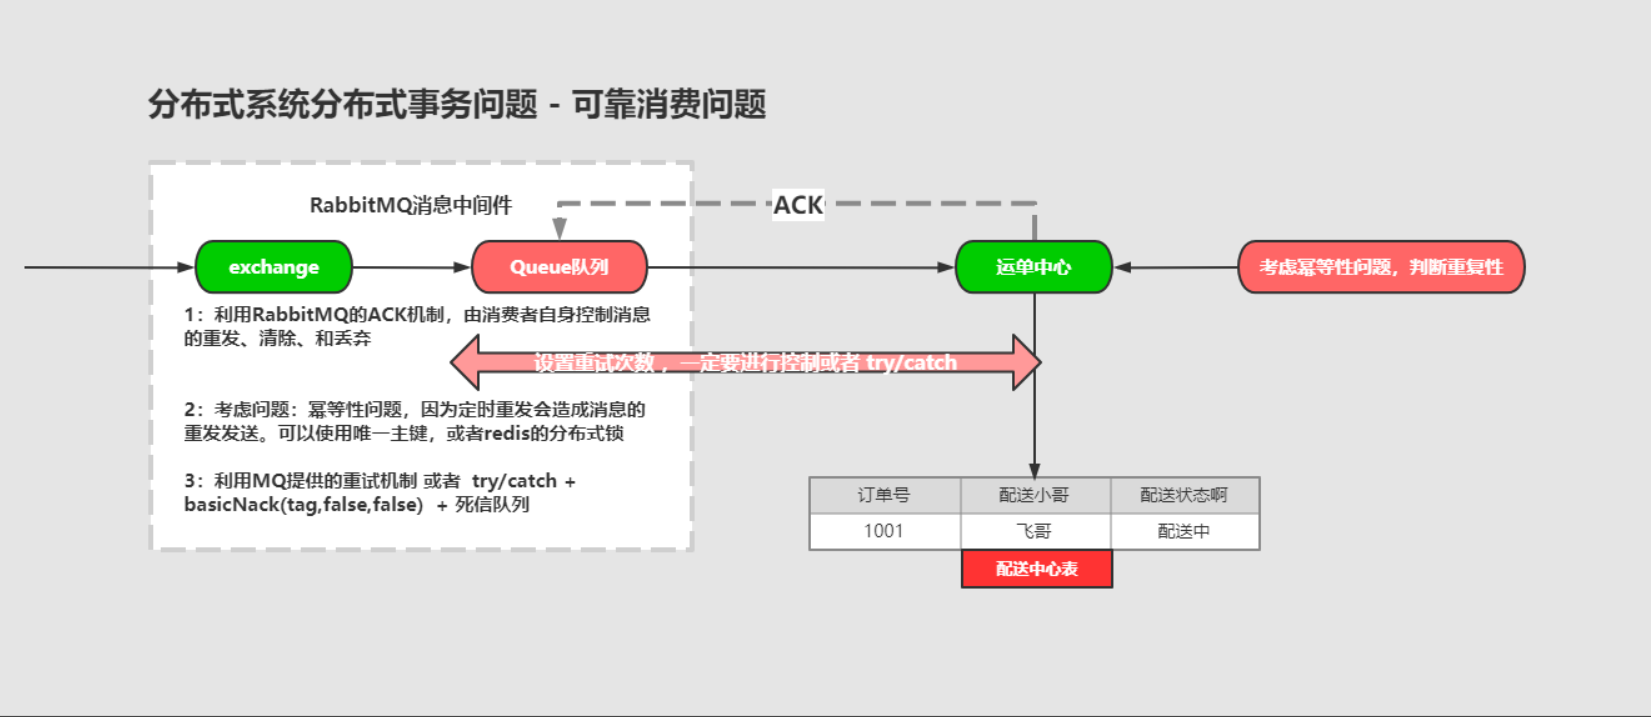 分布式系统分布式事务问题 - 可靠消费问题
RabbitMQ消息中间件
ACK
exchange
Queue队列
运单中心
考虑幂等性问题，判断重复性
1：利用RabbitMQ的ACK机制，由消费者自身控制消息
的重发、清除、和丢弃
设置重试次数 ，一定要进行控制或者 try/catch
2：考虑问题：幂等性问题，因为定时重发会造成消息的
重发发送。可以使用唯一主键，或者redis的分布式锁
3：利用MQ提供的重试机制 或者 try/catch +
basicNack(tag,false,false) + 死信队列
订单号 配送小哥 配送状态啊
1001 飞哥 配送中
配送中心表